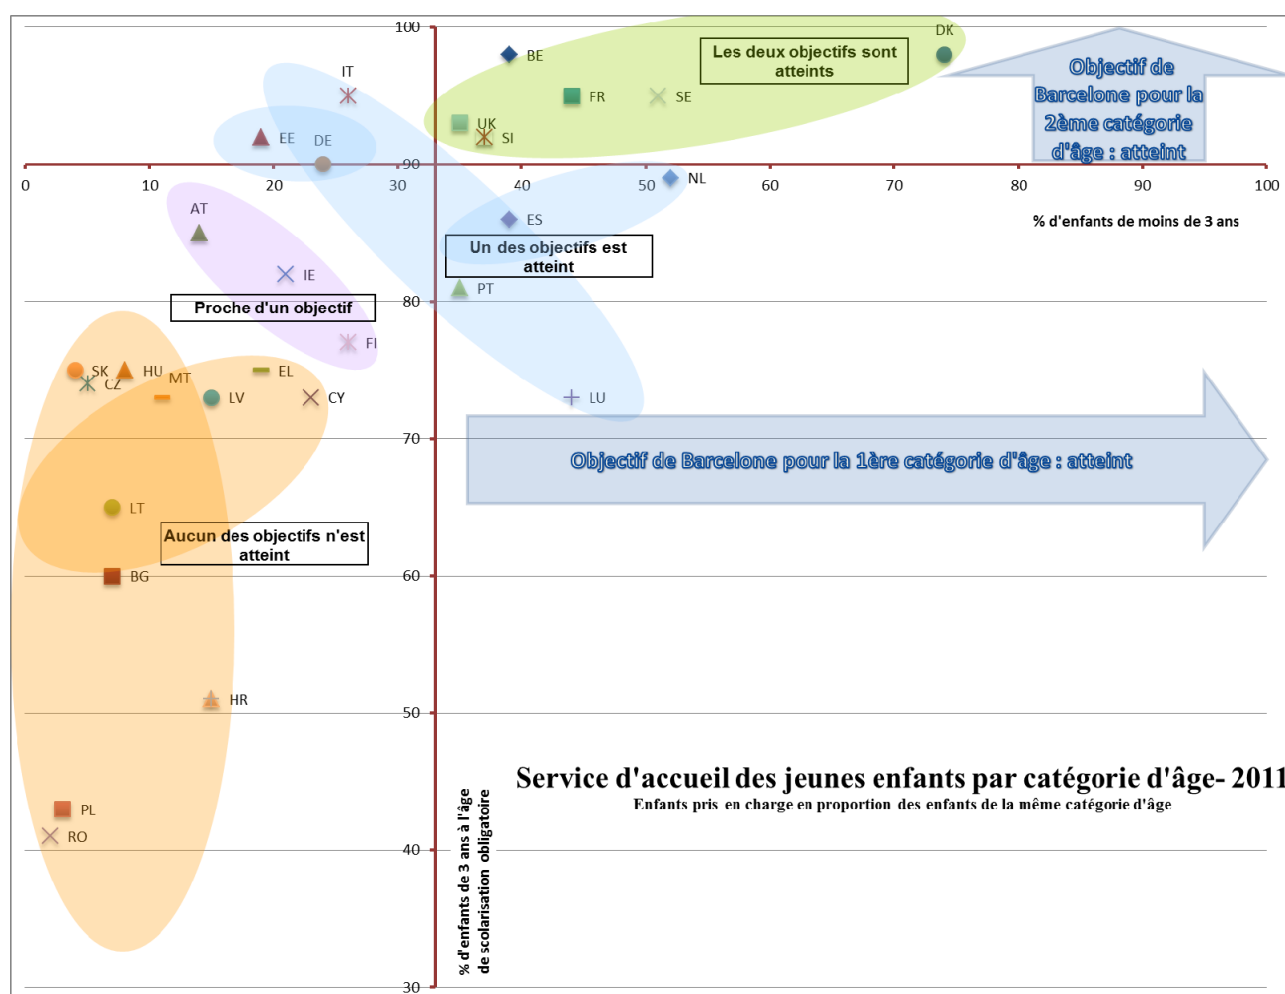 100
DK
Les deux objectifs sont
atteints
BE
IT
Objectif de
Barcelone pour la
2ème catégorie
d'âge : atteint
FR
SE
UK
SI
EE
DE
90
0
10
20
30
40
50
60
70
80
90
100
NL
AT
ES
% d'enfants de moins de 3 ans
Un des objectifs est
atteint
IE
PT
Proche d'un objectif
80
FI
SK
CZ
HU
MT
EL
LV
CY
LU
70
Objectif de Barcelone pour la 1ère catégorie d'âge : atteint
LT
Aucun des objectifs n'est
atteint
BG
60
HR
50
Service d'accueil des jeunes enfants par catégorie d'âge- 2011
Enfants pris en charge en proportion des enfants de la même catégorie d'âge
PL
RO
40
% d'enfants de 3 ans à l'âge
de scolarisation obligatoire
30